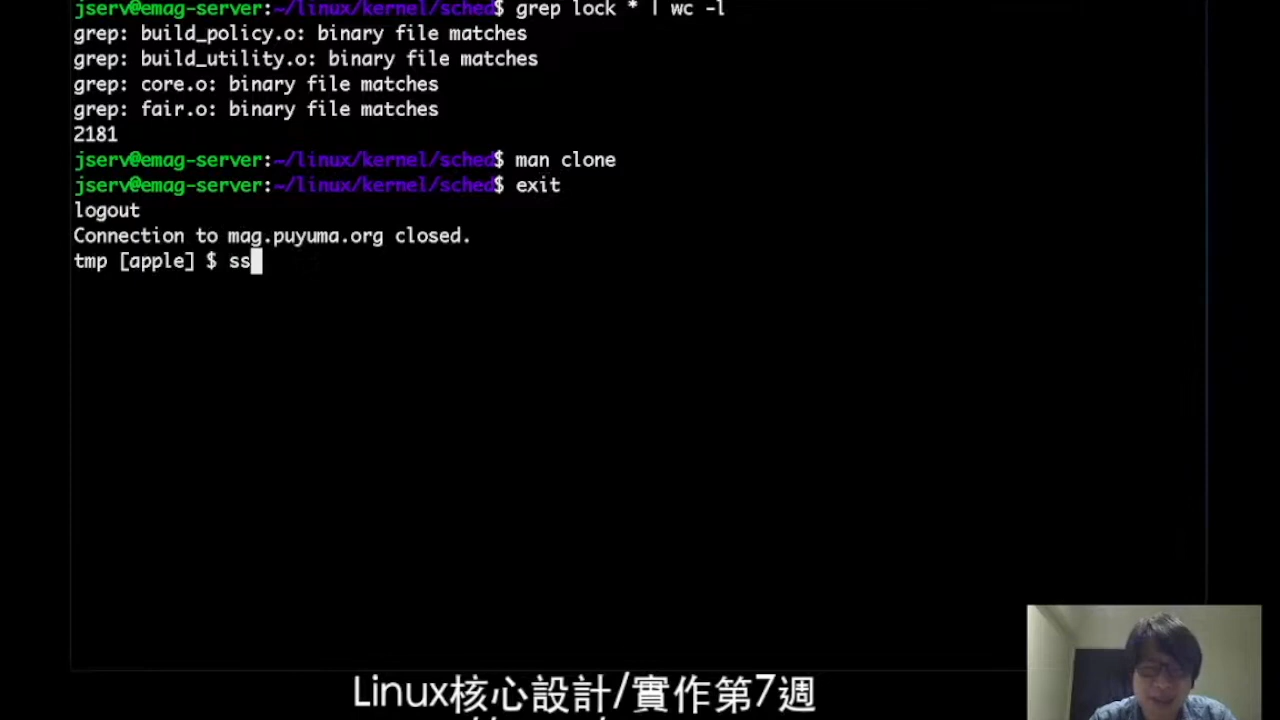 jserv@emag-server:~/linux/kernel/sched$ grep lock * | wc -l
grep: build_policy.o: binary file matches
grep: build_utility.o: binary file matches
grep: core.o: binary file matches
grep: fair.o: binary file matches
2181
jserv@emag-server:~/linux/kernel/sched$ man clone
jserv@emag-server:~/linux/kernel/sched$ exit
logout
Connection to mag.puyuma.org closed.
tmp [apple] $ ss
Linux核心設計/實作第7週